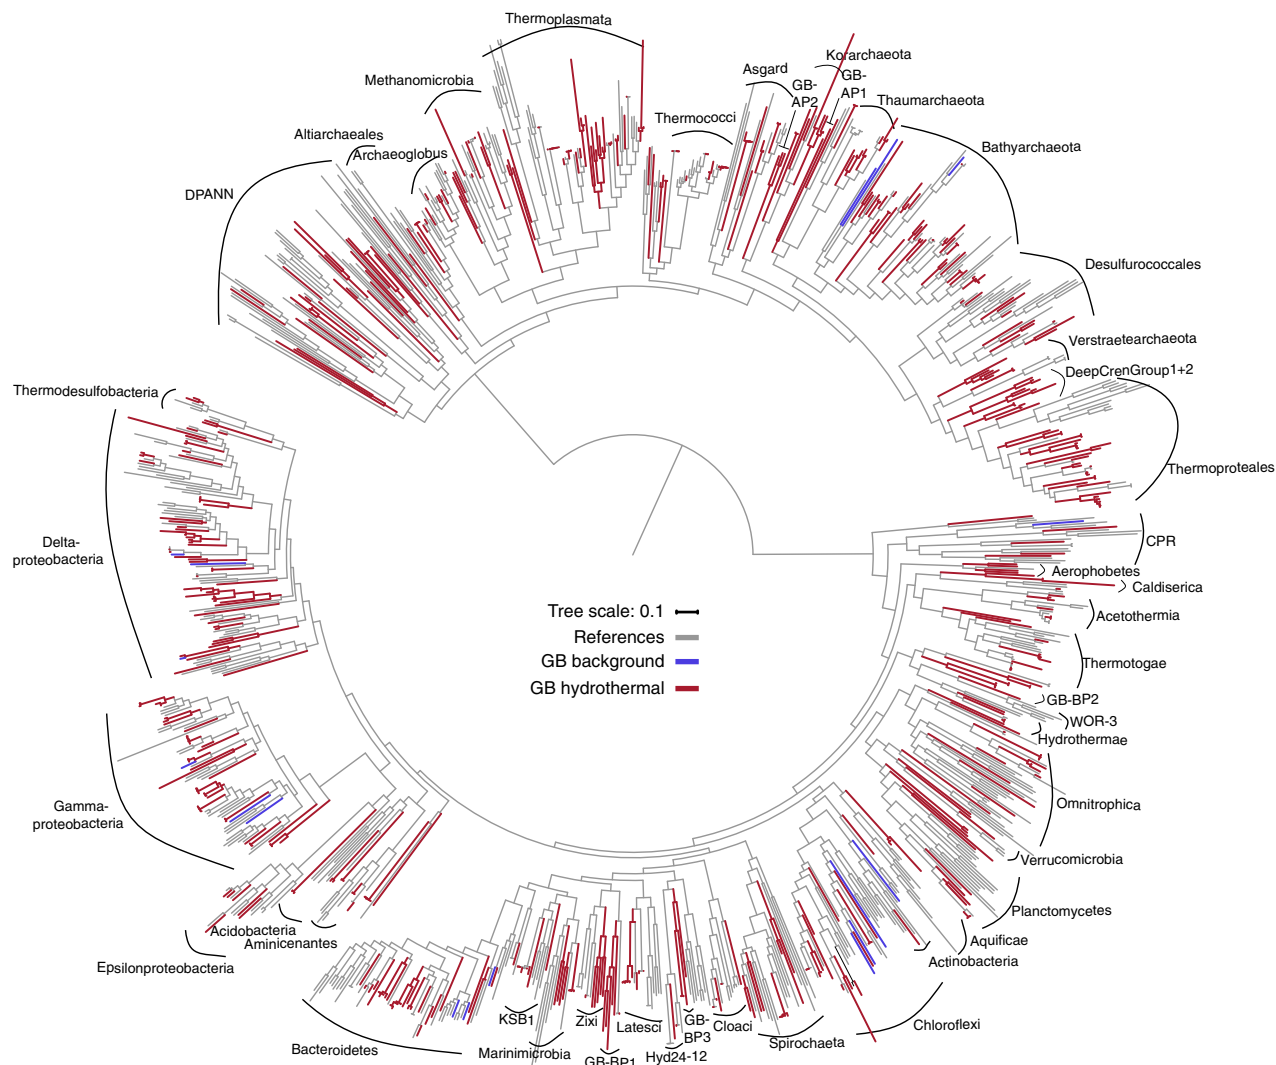 Thermoplasmata
Methanomicrobia
Altiarchaeales
Archaeoglobus
DPANN
Thermococci
Asgard
GB-
AP2
Korarchaeota
GB-
AP1
Thaumarchaeota
Bathyarchaeota
Desulfurococcales
Verstraetearchaeota
DeepCrenGroup1+2
Thermoproteales
CPR
Aerophobetes
Caldiserica
Acetothermia
Thermotogae
GB-BP2
WOR-3
Hydrothermae
Omnitrophica
Verrucomicrobia
Planctomycetes
Aquificae
Actinobacteria
Chloroflexi
Spirochaeta
Cloaci
GB-
BP3
Hyd24-12
Latesci
GB-BP1
Zixi
Marinimicrobia
KSB1
Bacteroidetes
Aminicenantes
Acidobacteria
Epsilonproteobacteria
Gamma-
proteobacteria
Delta-
proteobacteria
Thermodesulfobacteria
Tree scale: 0.1
References
GB background
GB hydrothermal